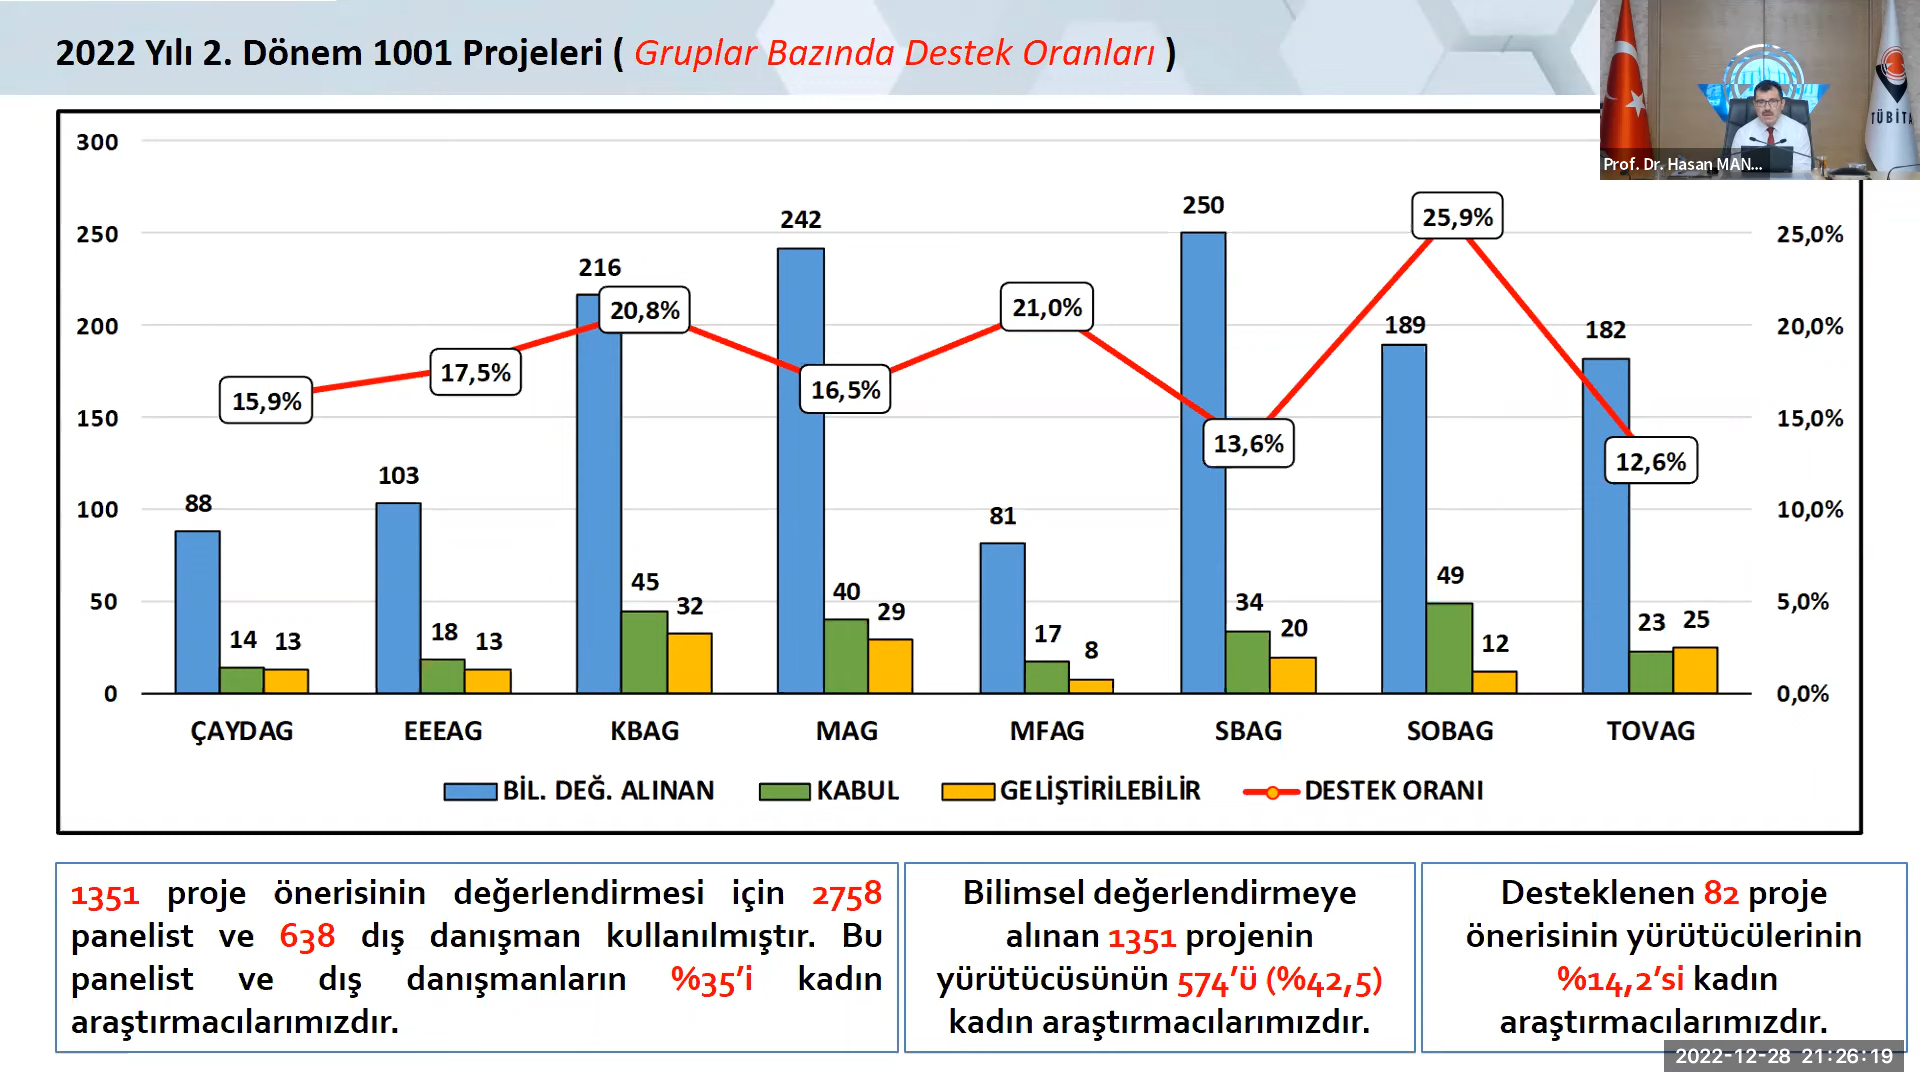 2022 Yılı 2. Dönem 1001 Projeleri ( Gruplar Bazında Destek Oranları )
Prof. Dr. Hasan MAN...
300
250
200
150
100
50
0
25,0%
20,0%
15,0%
10,0%
5,0%
0,0%
88
14
13
15,9%
103
18
13
17,5%
216
45
32
20,8%
242
40
29
16,5%
81
17
8
21,0%
250
34
20
13,6%
189
49
12
25,9%
182
23
25
12,6%
ÇAYDAG EEEAG KBAG MAG MFAG SBAG SOBAG TOVAG
BİL. DEĞ. ALINAN KABUL GELİŞTİRİLEBİLİR DESTEK ORANI
1351 proje önerisinin değerlendirmesi için 2758
panelist ve 638 dış danışman kullanılmıştır. Bu
panelist ve dış danışmanların %35'i kadın
araştırmacılarımızdır.
Bilimsel değerlendirmeye
alınan 1351 projenin
yürütücüsünün 574'ü (%42,5)
kadın araştırmacılarımızdır.
Desteklenen 82 proje
önerisinin yürütücülerinin
%14,2'si kadın
araştırmacılarımızdır.
2022-12-28 21:26:19